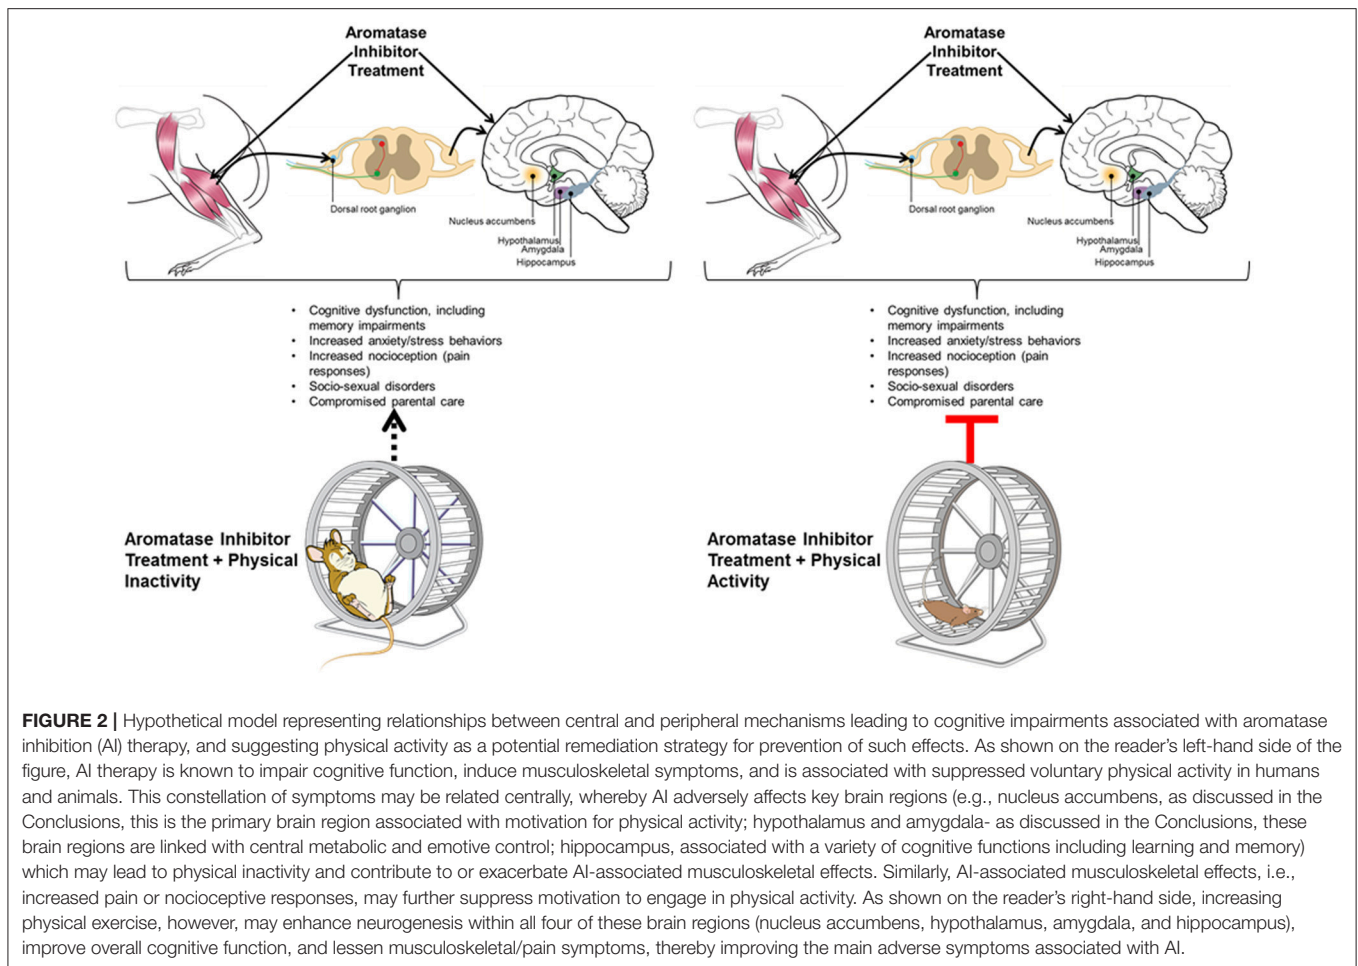 Aromatase
Inhibitor
Treatment
Dorsal root ganglion
Nucleus accumbens
Hypothalamus
Amygdala
Hippocampus
• Cognitive dysfunction, including
memory impairments
• Increased anxiety/stress behaviors
• Increased nocioception (pain
responses)
• Socio-sexual disorders
• Compromised parental care
Aromatase Inhibitor
Treatment + Physical
Inactivity
Aromatase
Inhibitor
Treatment
Dorsal root ganglion
Nucleus accumbens
Hypothalamus
Amygdala
Hippocampus
• Cognitive dysfunction, including
memory impairments
• Increased anxiety/stress behaviors
• Increased nocioception (pain
responses)
• Socio-sexual disorders
• Compromised parental care
Aromatase Inhibitor
Treatment + Physical
Activity
FIGURE 2 | Hypothetical model representing relationships between central and peripheral mechanisms leading to cognitive impairments associated with aromatase
inhibition (AI) therapy, and suggesting physical activity as a potential remediation strategy for prevention of such effects. As shown on the reader's left-hand side of the
figure, AI therapy is known to impair cognitive function, induce musculoskeletal symptoms, and is associated with suppressed voluntary physical activity in humans
and animals. This constellation of symptoms may be related centrally, whereby AI adversely affects key brain regions (e.g., nucleus accumbens, as discussed in the
Conclusions, this is the primary brain region associated with motivation for physical activity; hypothalamus and amygdala- as discussed in the Conclusions, these
brain regions are linked with central metabolic and emotive control; hippocampus, associated with a variety of cognitive functions including learning and memory)
which may lead to physical inactivity and contribute to or exacerbate AI-associated musculoskeletal effects. Similarly, AI-associated musculoskeletal effects, i.e.,
increased pain or nocioceptive responses, may further suppress motivation to engage in physical activity. As shown on the reader's right-hand side, increasing
physical exercise, however, may enhance neurogenesis within all four of these brain regions (nucleus accumbens, hypothalamus, amygdala, and hippocampus),
improve overall cognitive function, and lessen musculoskeletal/pain symptoms, thereby improving the main adverse symptoms associated with AI.